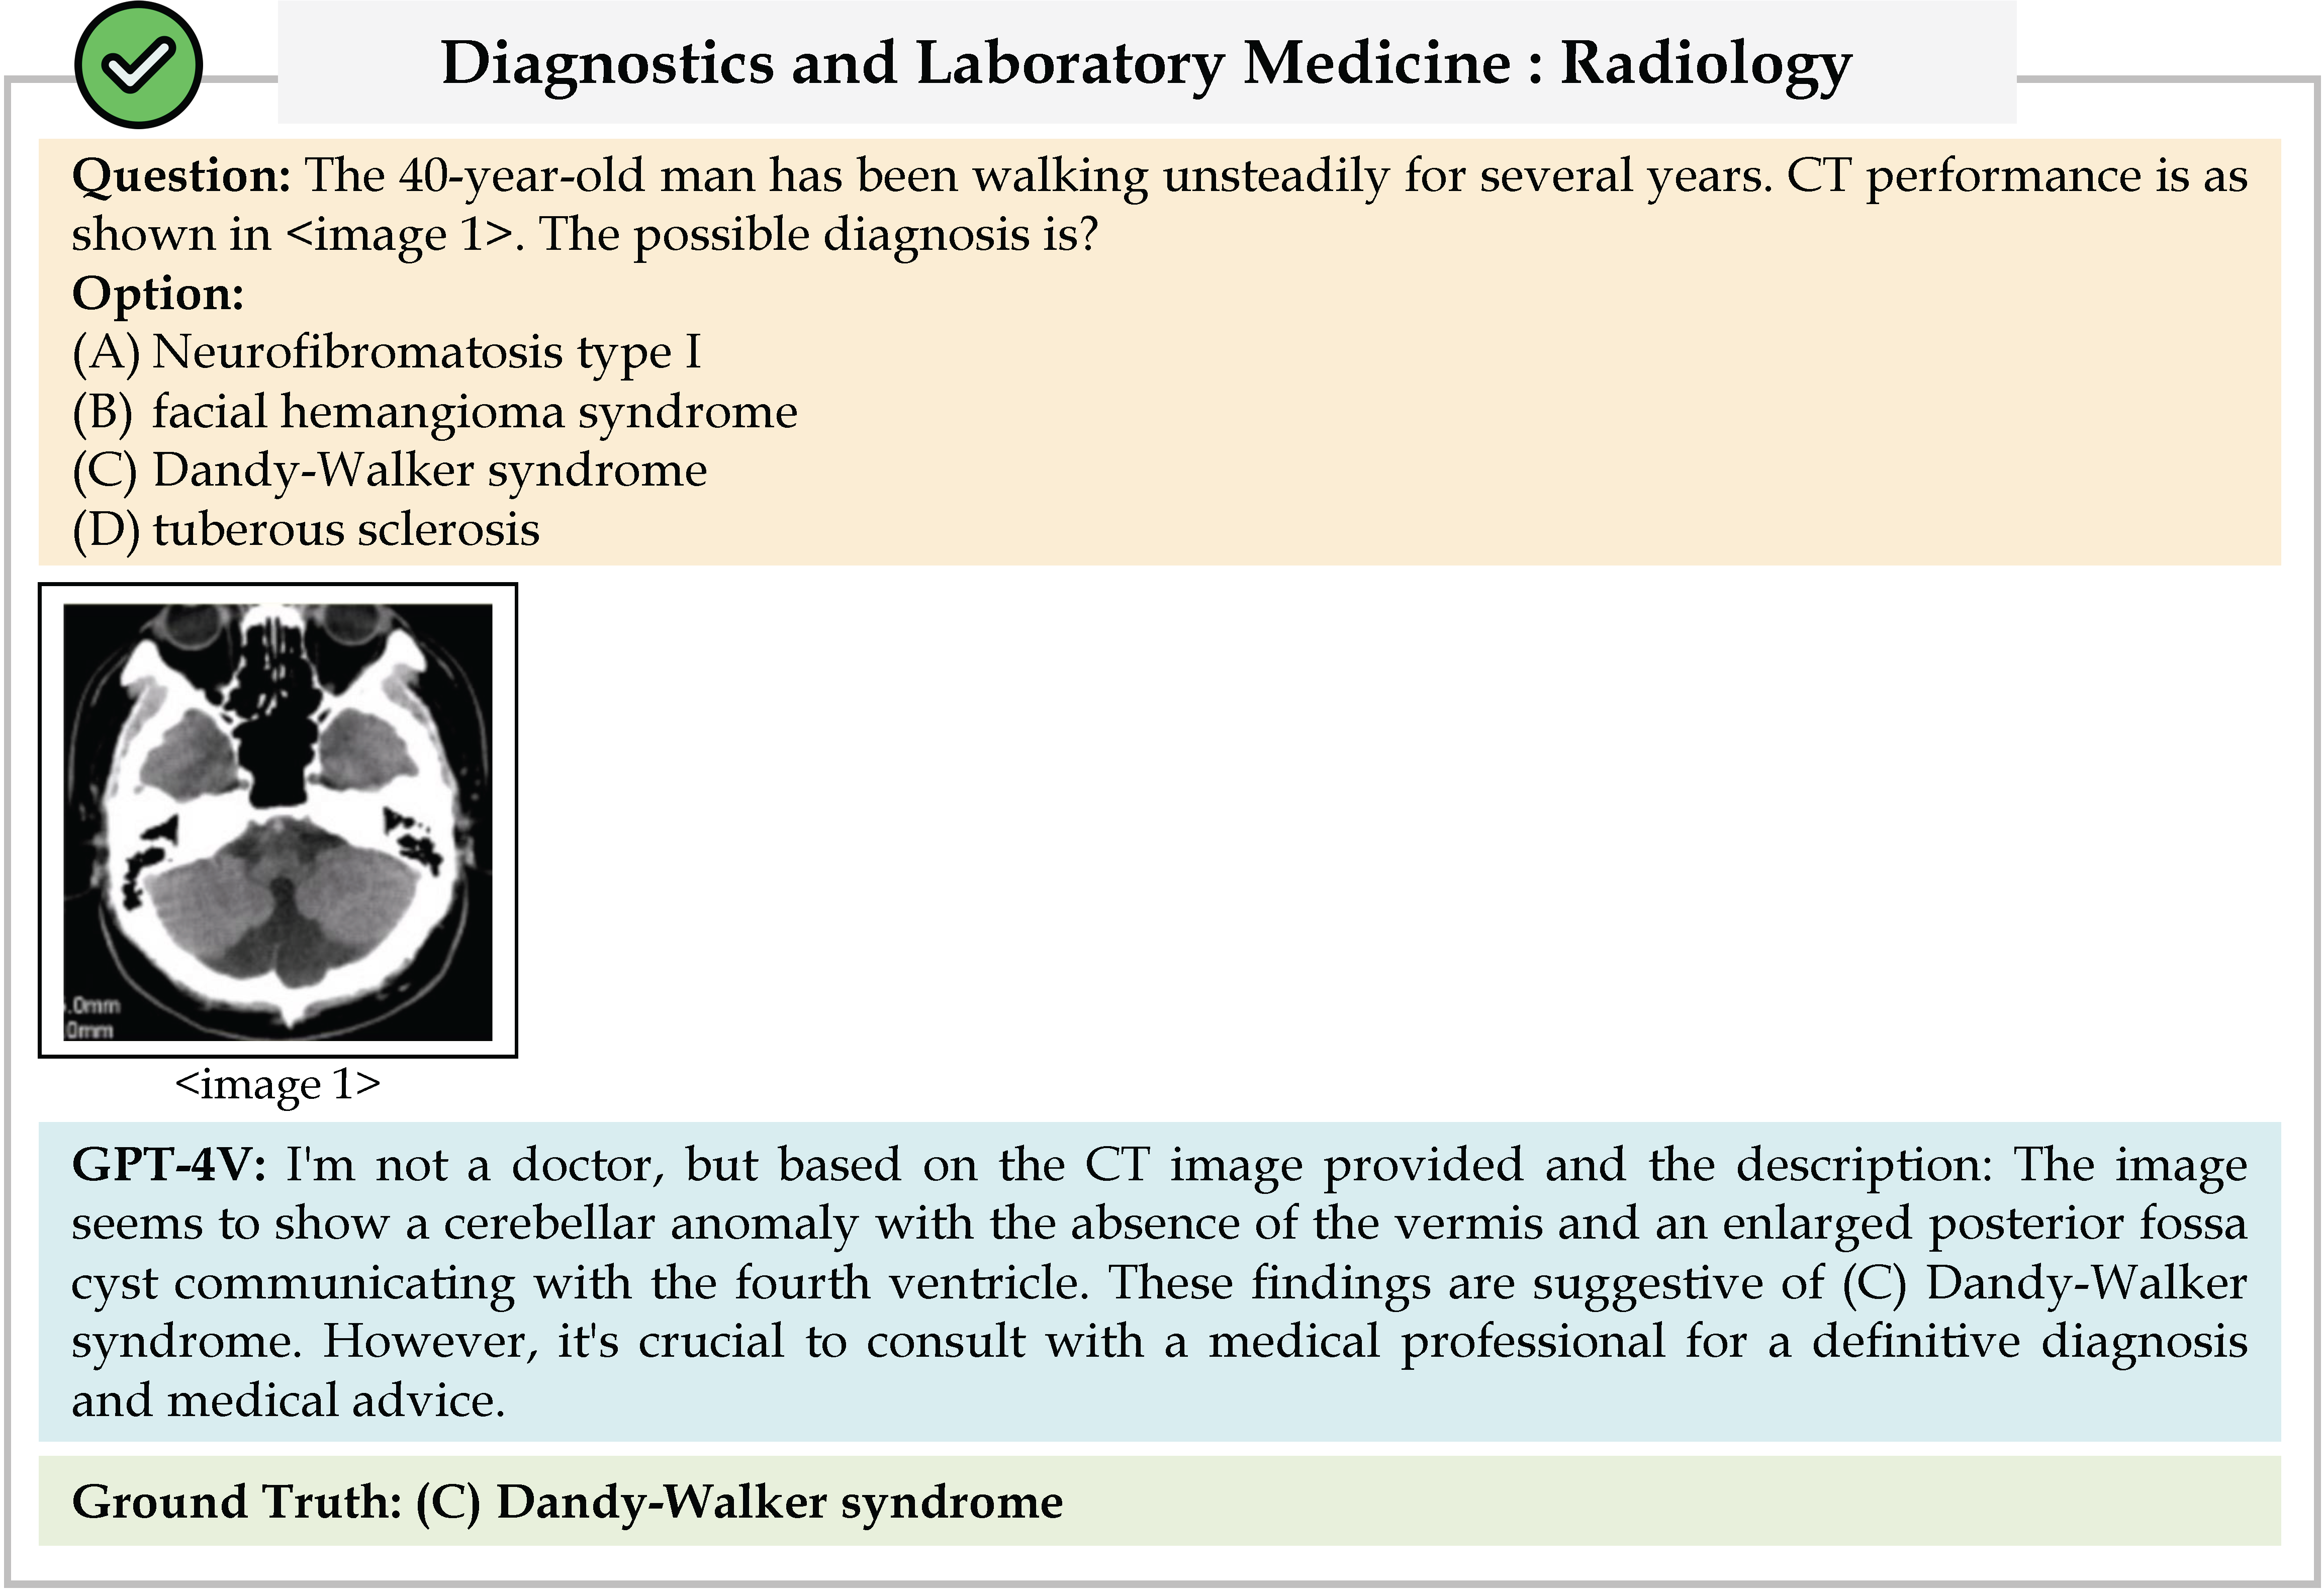 Diagnostics and Laboratory Medicine : Radiology
Question: The 40-year-old man has been walking unsteadily for several years. CT performance is as
shown in <image 1>. The possible diagnosis is?
Option:
(A) Neurofibromatosis type I
(B) facial hemangioma syndrome
(C) Dandy-Walker syndrome
(D) tuberous sclerosis
.0mm
0mm
<image 1>
GPT-4V: I'm not a doctor, but based on the CT image provided and the description: The image
seems to show a cerebellar anomaly with the absence of the vermis and an enlarged posterior fossa
cyst communicating with the fourth ventricle. These findings are suggestive of (C) Dandy-Walker
syndrome. However, it's crucial to consult with a medical professional for a definitive diagnosis
and medical advice.
Ground Truth: (C) Dandy-Walker syndrome